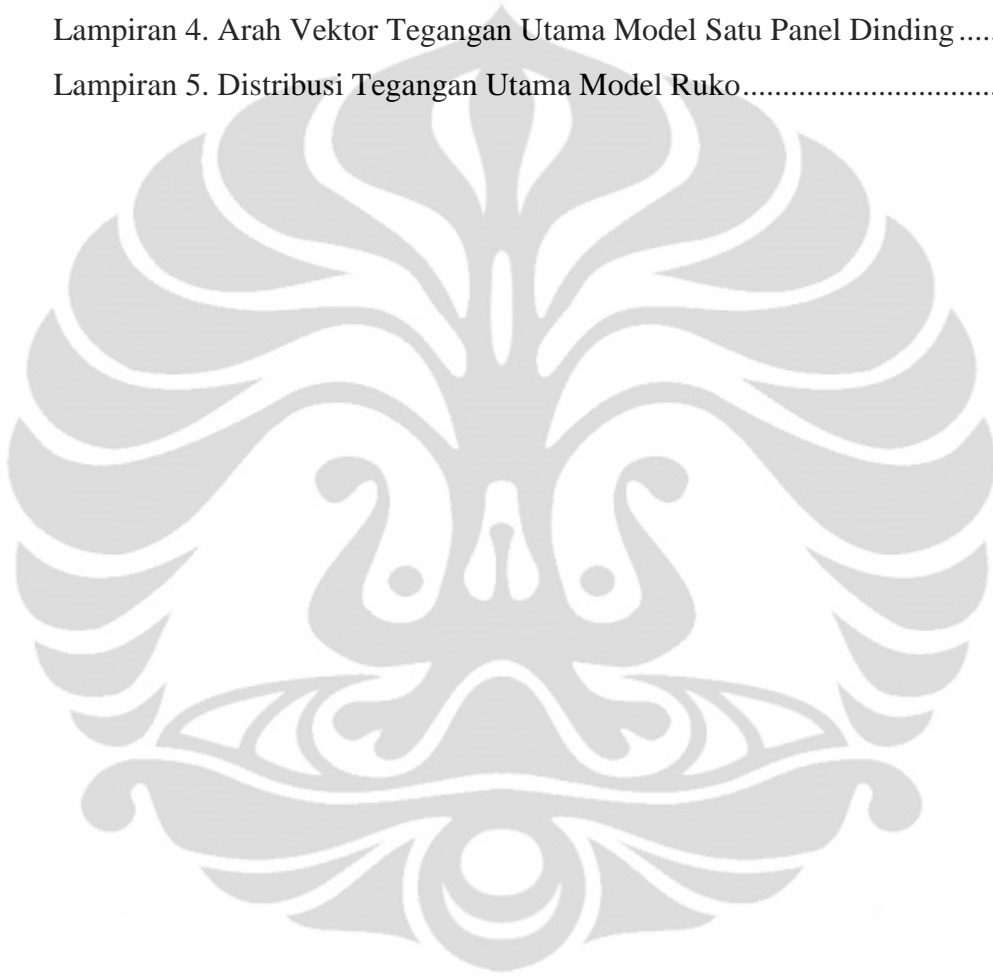 Lampiran 4. Arah Vektor Tegangan Utama Model Satu Panel Dinding .....
Lampiran 5. Distribusi Tegangan Utama Model Ruko...............................